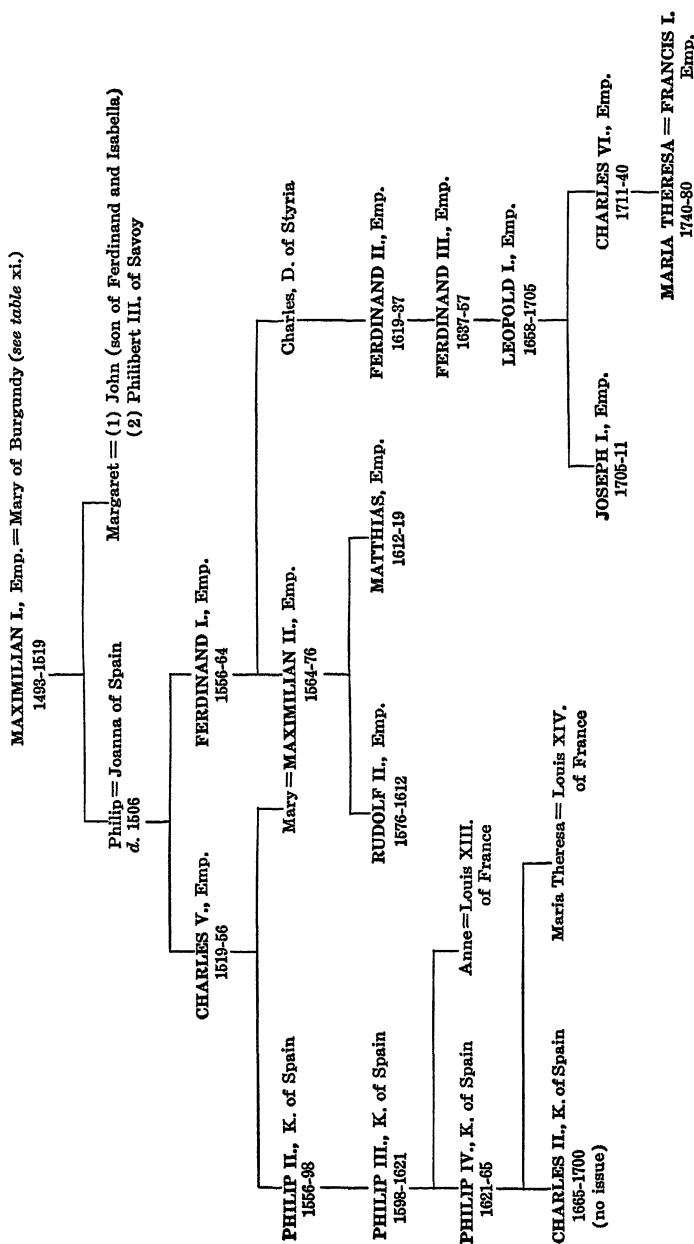 MAXIMILIAN I., Emp.=Mary of Burgundy (see table xi.)
1493-1519
Philip=Joanna of Spain
d. 1506
Margaret=(1) John (son of Ferdinand and Isabella)
(2) Philibert III. of Savoy
CHARLES V., Emp.
1519-56
FERDINAND I., Emp.
1556-64
PHILIP II., K. of Spain
1556-98
Mary=MAXIMILIAN II., Emp.
1564-76
Charles, D. of Styria
PHILIP III., K. of Spain
1598-1621
RUDOLF II., Emp.
1576-1612
MATTHIAS, Emp.
1612-19
FERDINAND II., Emp.
1619-37
PHILIP IV., K. of Spain
1621-65
Anne=Louis XIII.
of France
FERDINAND III., Emp.
1637-57
CHARLES II., K. of Spain
1665-1700
(no issue)
Maria Theresa=Louis XIV.
of France
LEOPOLD I., Emp.
1658-1705
JOSEPH I., Emp.
1705-11
CHARLES VI., Emp.
1711-40
MARIA THERESA=FRANCIS I.
1740-80
Emp.